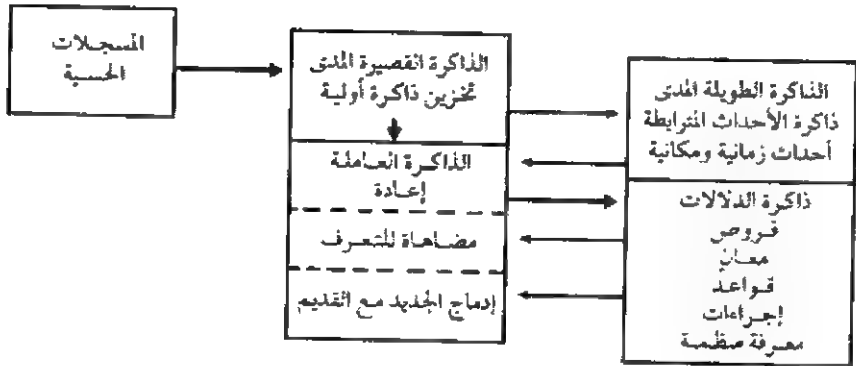 المسجلات
الحسية
الذاكرة القصيرة المدى
تخزين ذاكرة أولية
الذاكرة العاملة
إعادة
مضاهاة للتعرف
إدماج الجديد مع القديم
الذاكرة الطويلة المدى
ذاكرة الأحداث المترابطة
أحداث زمانية ومكانية
ذاكرة الدلالات
فروض
معان
قواعد
إجراءات
معرفة منظمة